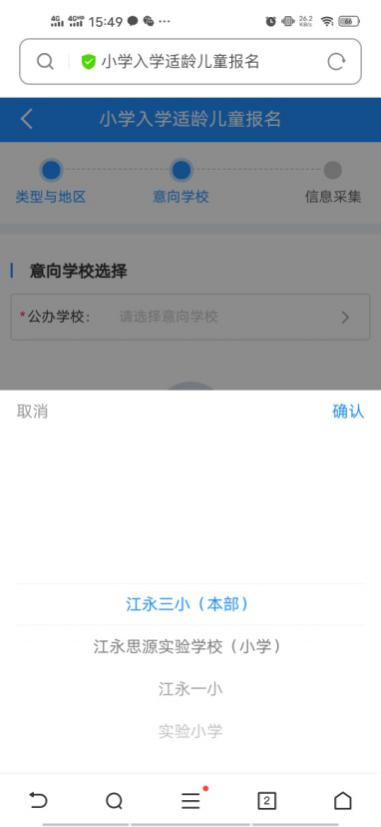 4G 4GHD 15:49 26.2 KB/s 66
小学入学适龄儿童报名
小学入学适龄儿童报名
类型与地区 意向学校 信息采集
意向学校选择
*公办学校： 请选择意向学校
取消 确认
江永三小（本部）
江永思源实验学校（小学）
江永一小
实验小学
2